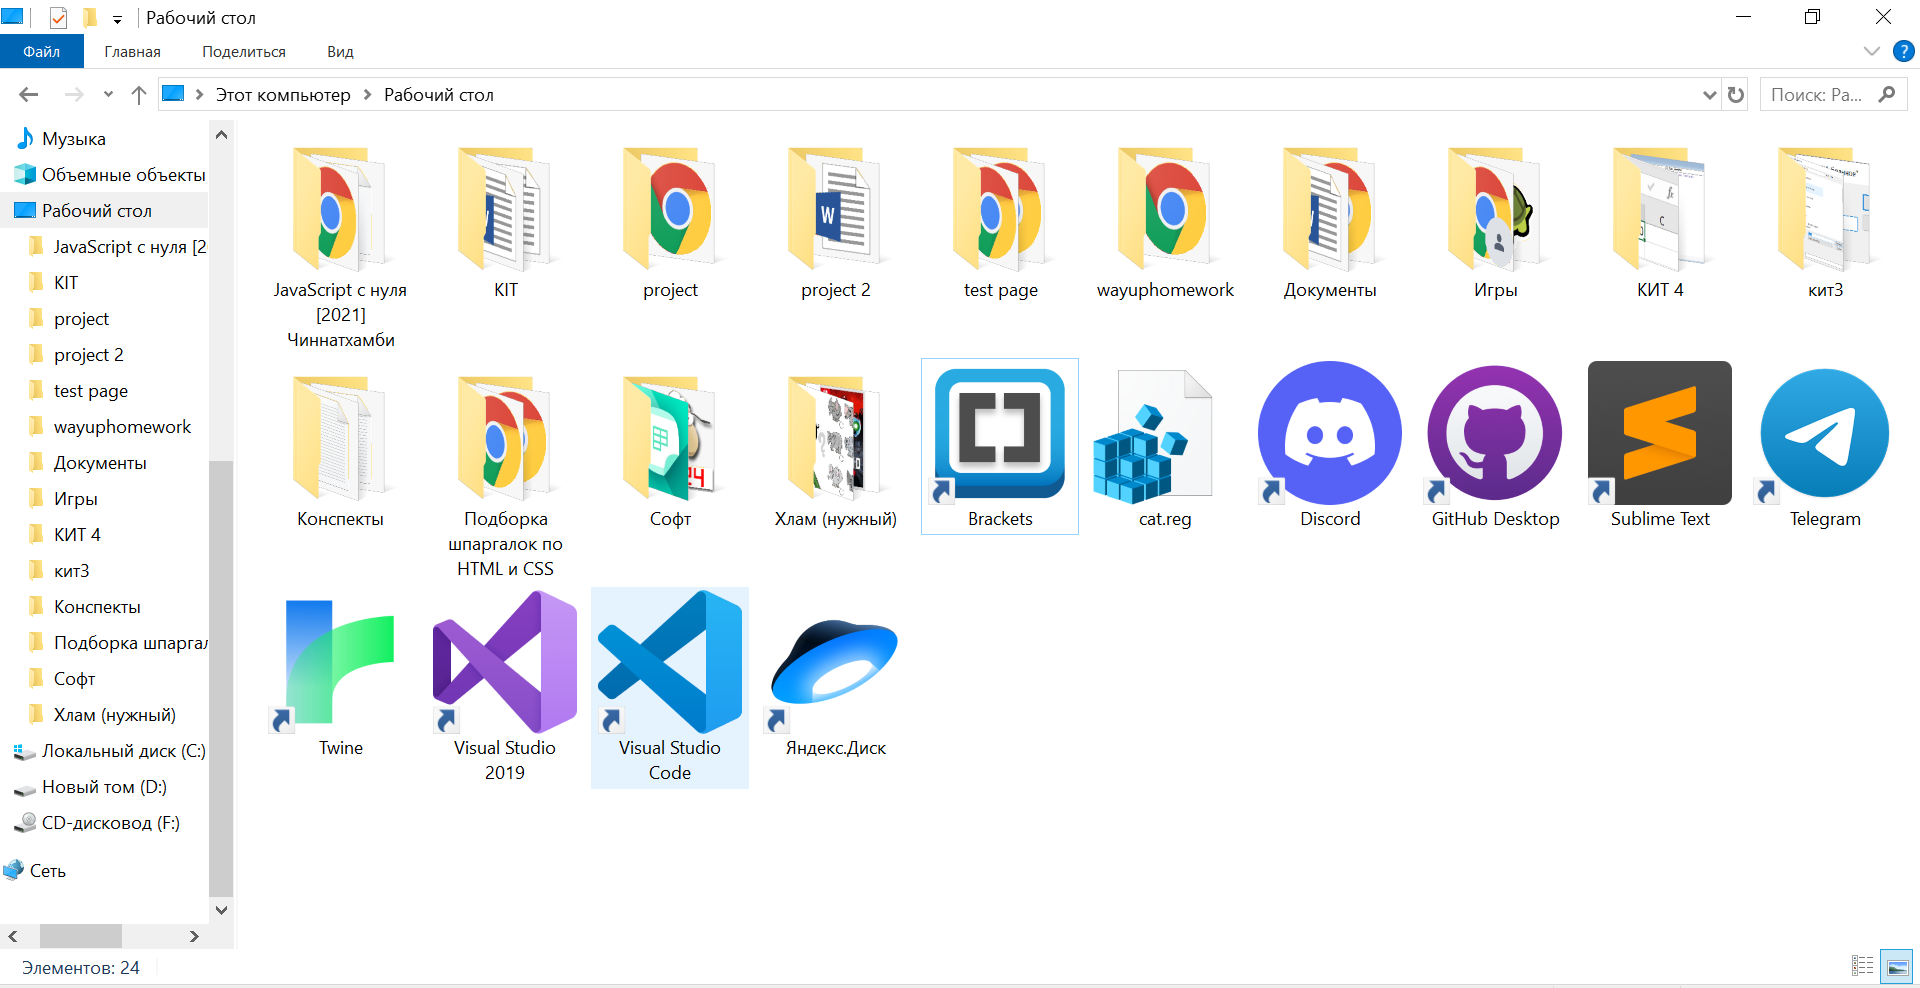 Рабочий стол
Файл Главная Поделиться Вид
Этот компьютер Рабочий стол
Поиск: Ра...
Музыка
Объемные объекты
Рабочий стол
JavaScript с нуля [2
KIT
project
project 2
test page
wayuphomework
Документы
Игры
КИТ 4
кит3
Конспекты
Подборка шпаргал
Софт
Хлам (нужный)
Локальный диск (C:)
Новый том (D:)
CD-дисковод (F:)
Сеть
JavaScript с нуля
[2021]
Чиннатхамби
KIT
project
project 2
test page
wayuphomework
Документы
Игры
КИТ 4
кит3
Конспекты
Подборка
шпаргалок по
HTML и CSS
Софт
Хлам (нужный)
Brackets
cat.reg
Discord
GitHub Desktop
Sublime Text
Telegram
Twine
Visual Studio
2019
Visual Studio
Code
Яндекс.Диск
Элементов: 24